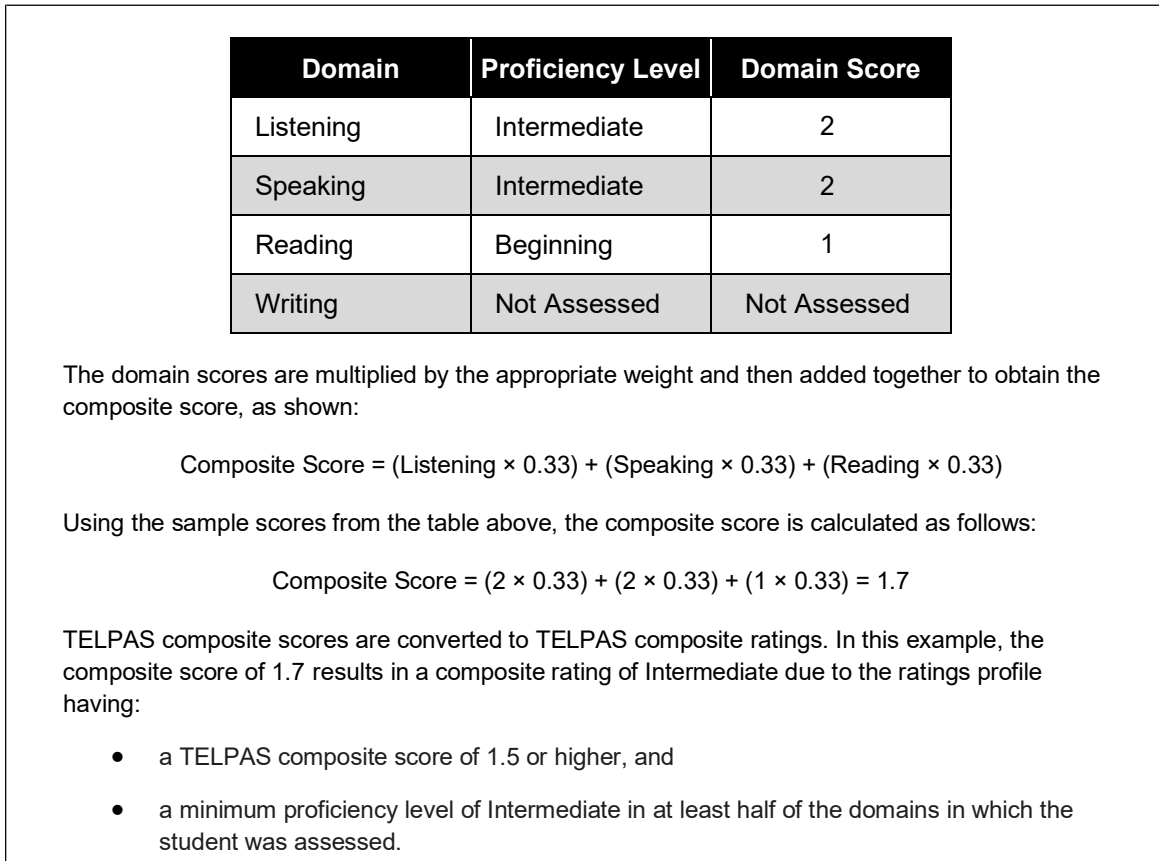 Domain Proficiency Level Domain Score
Listening Intermediate 2
Speaking Intermediate 2
Reading Beginning 1
Writing Not Assessed Not Assessed
The domain scores are multiplied by the appropriate weight and then added together to obtain the
composite score, as shown:
Composite Score = (Listening × 0.33) + (Speaking × 0.33) + (Reading × 0.33)
Using the sample scores from the table above, the composite score is calculated as follows:
Composite Score = (2 × 0.33) + (2 × 0.33) + (1 × 0.33) = 1.7
TELPAS composite scores are converted to TELPAS composite ratings. In this example, the
composite score of 1.7 results in a composite rating of Intermediate due to the ratings profile
having:
• a TELPAS composite score of 1.5 or higher, and
• a minimum proficiency level of Intermediate in at least half of the domains in which the
student was assessed.